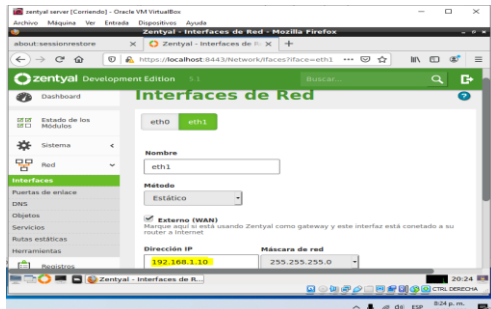 zentyal server [Corriendo] - Oracle VM VirtualBox
Archivo Máquina Ver Entrada Dispositivos Ayuda
Zentyal - Interfaces de Red - Mozilla Firefox
about:sessionrestore
Zentyal - Interfaces de R
https://localhost:8443/Network/Ifaces?iface=eth1
zentyal Development Edition 5.1
Buscar...
Dashboard
Interfaces de Red
Estado de los Módulos
eth0 eth1
Sistema
Nombre
Red
eth1
Interfaces
Método
Puertas de enlace
Estático
DNS
Objetos
Externo (WAN)
Servicios
Marque aquí si está usando Zentyal como gateway y este interfaz está conetado a su
Rutas estáticas
router a Internet
Herramientas
Dirección IP Máscara de red
Registros
192.168.1.10 255.255.255.0
Zentyal - Interfaces de R...
20:24
CTRL DERECHA
ESP
8:24 p. m.